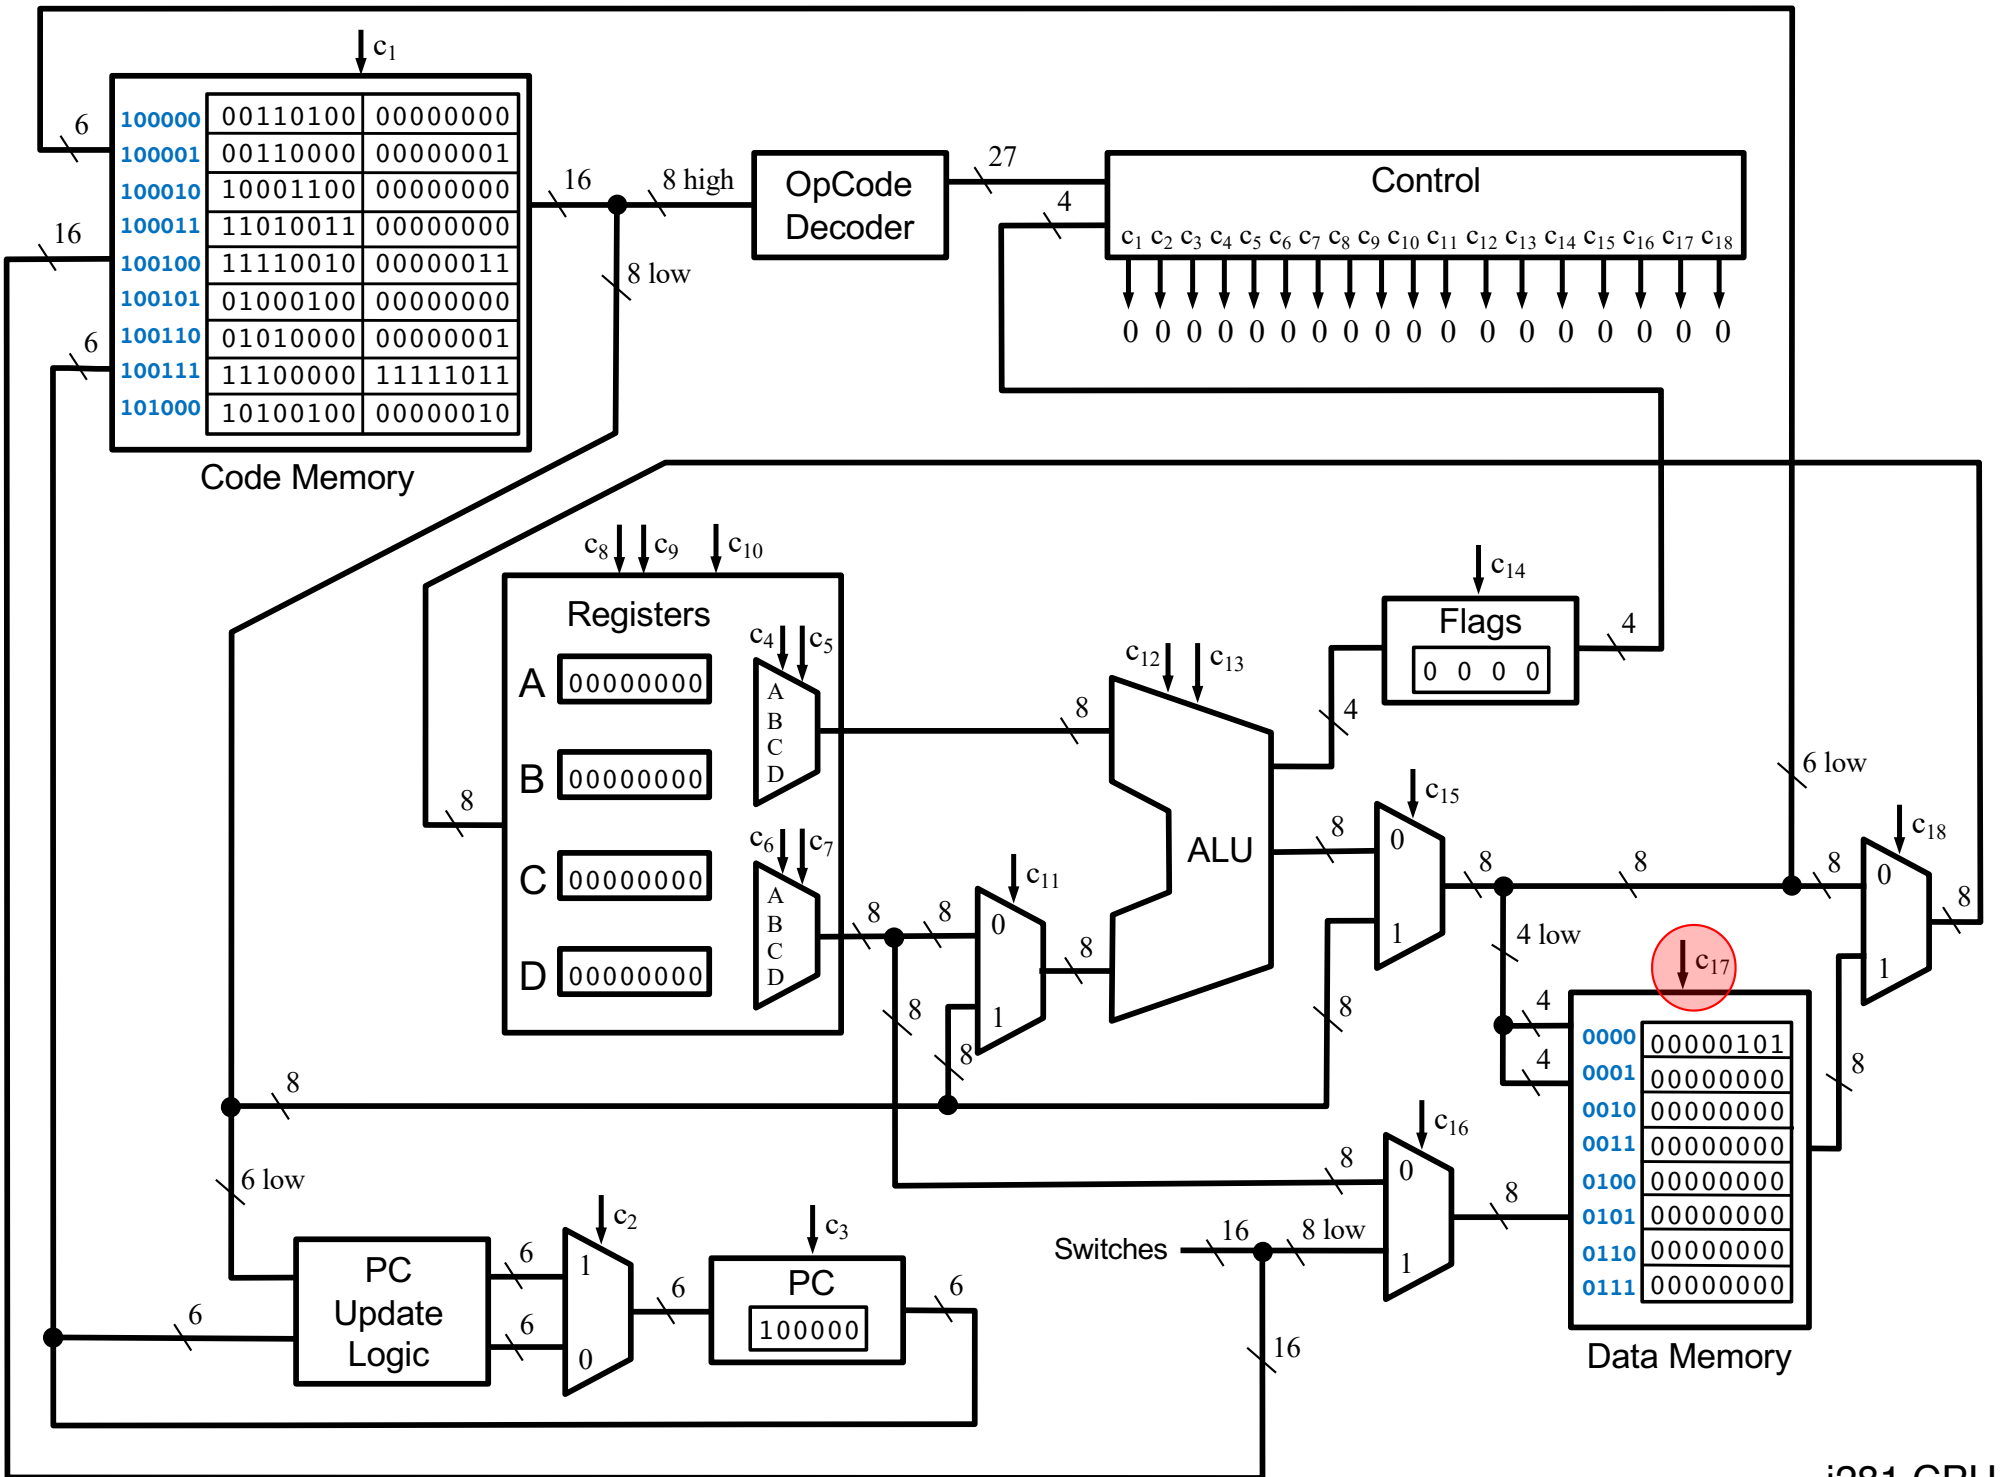 c1
100000 00110100 00000000
100001 00110000 00000001
100010 10001100 00000000
100011 11010011 00000000
100100 11110010 00000011
100101 01000100 00000000
100110 01010000 00000001
100111 11100000 11111011
101000 10100100 00000010
Code Memory
6
16
6
16
8 high
8 low
OpCode
Decoder
27
4
Control
c1 c2 c3 c4 c5 c6 c7 c8 c9 c10 c11 c12 c13 c14 c15 c16 c17 c18
0 0 0 0 0 0 0 0 0 0 0 0 0 0 0 0 0 0
c8 c9 c10
Registers
A 00000000
B 00000000
C 00000000
D 00000000
c4 c5
A
B
C
D
c6 c7
A
B
C
D
8
8
8
8
8
8
c11
0
1
8
8
c12 c13
ALU
4
8
c14
Flags
0 0 0 0
4
c15
0
1
8
8
8
6 low
8
4 low
4
4
c18
0
1
8
c17
0000 00000101
0001 00000000
0010 00000000
0011 00000000
0100 00000000
0101 00000000
0110 00000000
0111 00000000
Data Memory
8
c16
0
1
8
8
Switches
16
8 low
16
8
6 low
6
PC
Update
Logic
6
6
c2
1
0
6
c3
PC
100000
6
i281 CPU